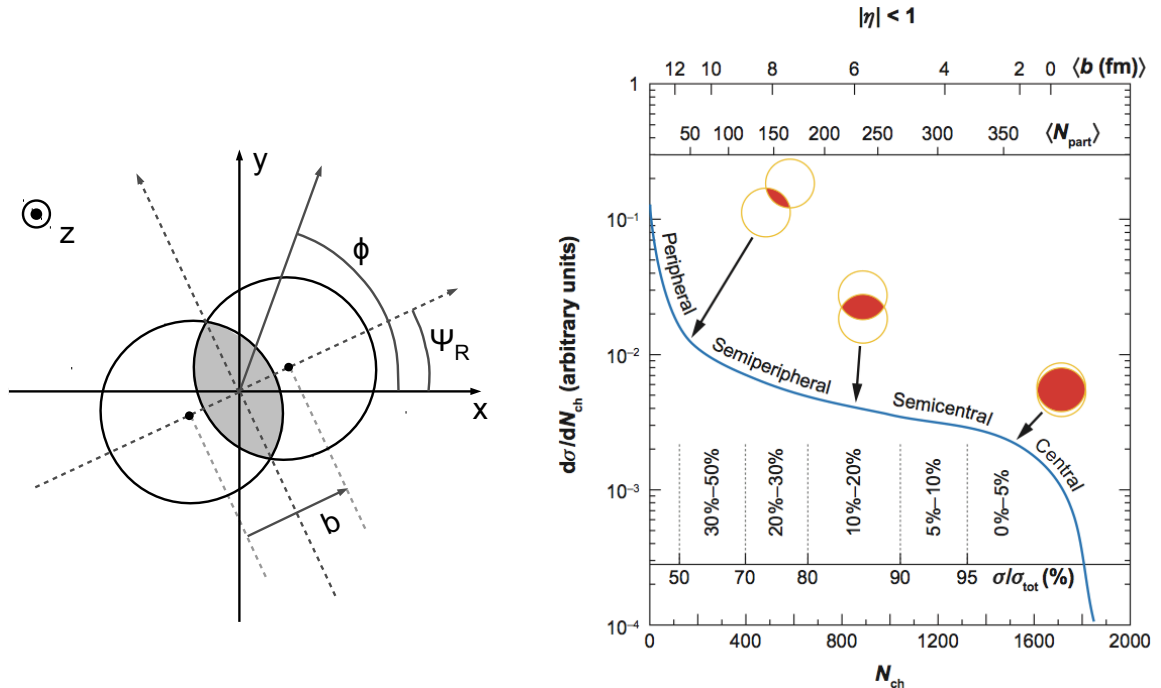 y
z
ϕ
Ψ_R
x
b
|η| < 1
12 10 8 6 4 2 0 ⟨b (fm)⟩
50 100 150 200 250 300 350 ⟨N_part⟩
1
10⁻¹
10⁻²
10⁻³
10⁻⁴
dσ/dN_ch (arbitrary units)
Peripheral
Semiperipheral
Semicentral
Central
30%–50%
20%–30%
10%–20%
5%–10%
0%–5%
50 70 80 90 95 σ/σ_tot (%)
0 400 800 1200 1600 2000
N_ch